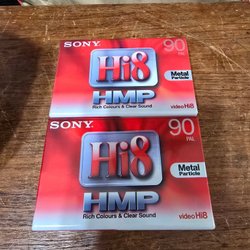 SONY
90
Hi8
Metal
Particle
HMP
Rich Colours & Clear Sound
video Hi8
SONY
90
PAL
Hi8
Metal
Particle
HMP
Rich Colours & Clear Sound
video Hi8